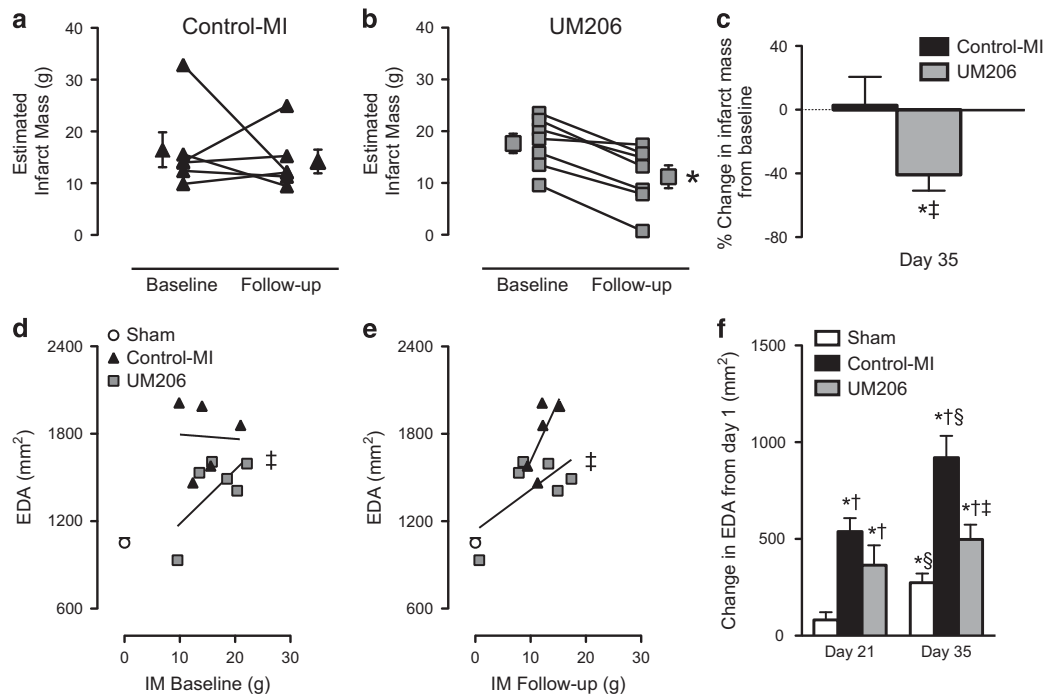 a
Control-MI
Estimated
Infarct Mass (g)
40
30
20
10
0
Baseline
Follow-up
b
UM206
Estimated
Infarct Mass (g)
40
30
20
10
0
*
Baseline
Follow-up
c
% Change in infarct mass
from baseline
40
0
-40
-80
Control-MI
UM206
*‡
Day 35
d
Sham
Control-MI
UM206
EDA (mm²)
2400
1800
1200
600
‡
0
10
20
30
IM Baseline (g)
e
EDA (mm²)
2400
1800
1200
600
‡
0
10
20
30
IM Follow-up (g)
f
Change in EDA from day 1 (mm²)
1500
1000
500
0
Sham
Control-MI
UM206
*†
*†
*§
*†§
*†‡
Day 21
Day 35